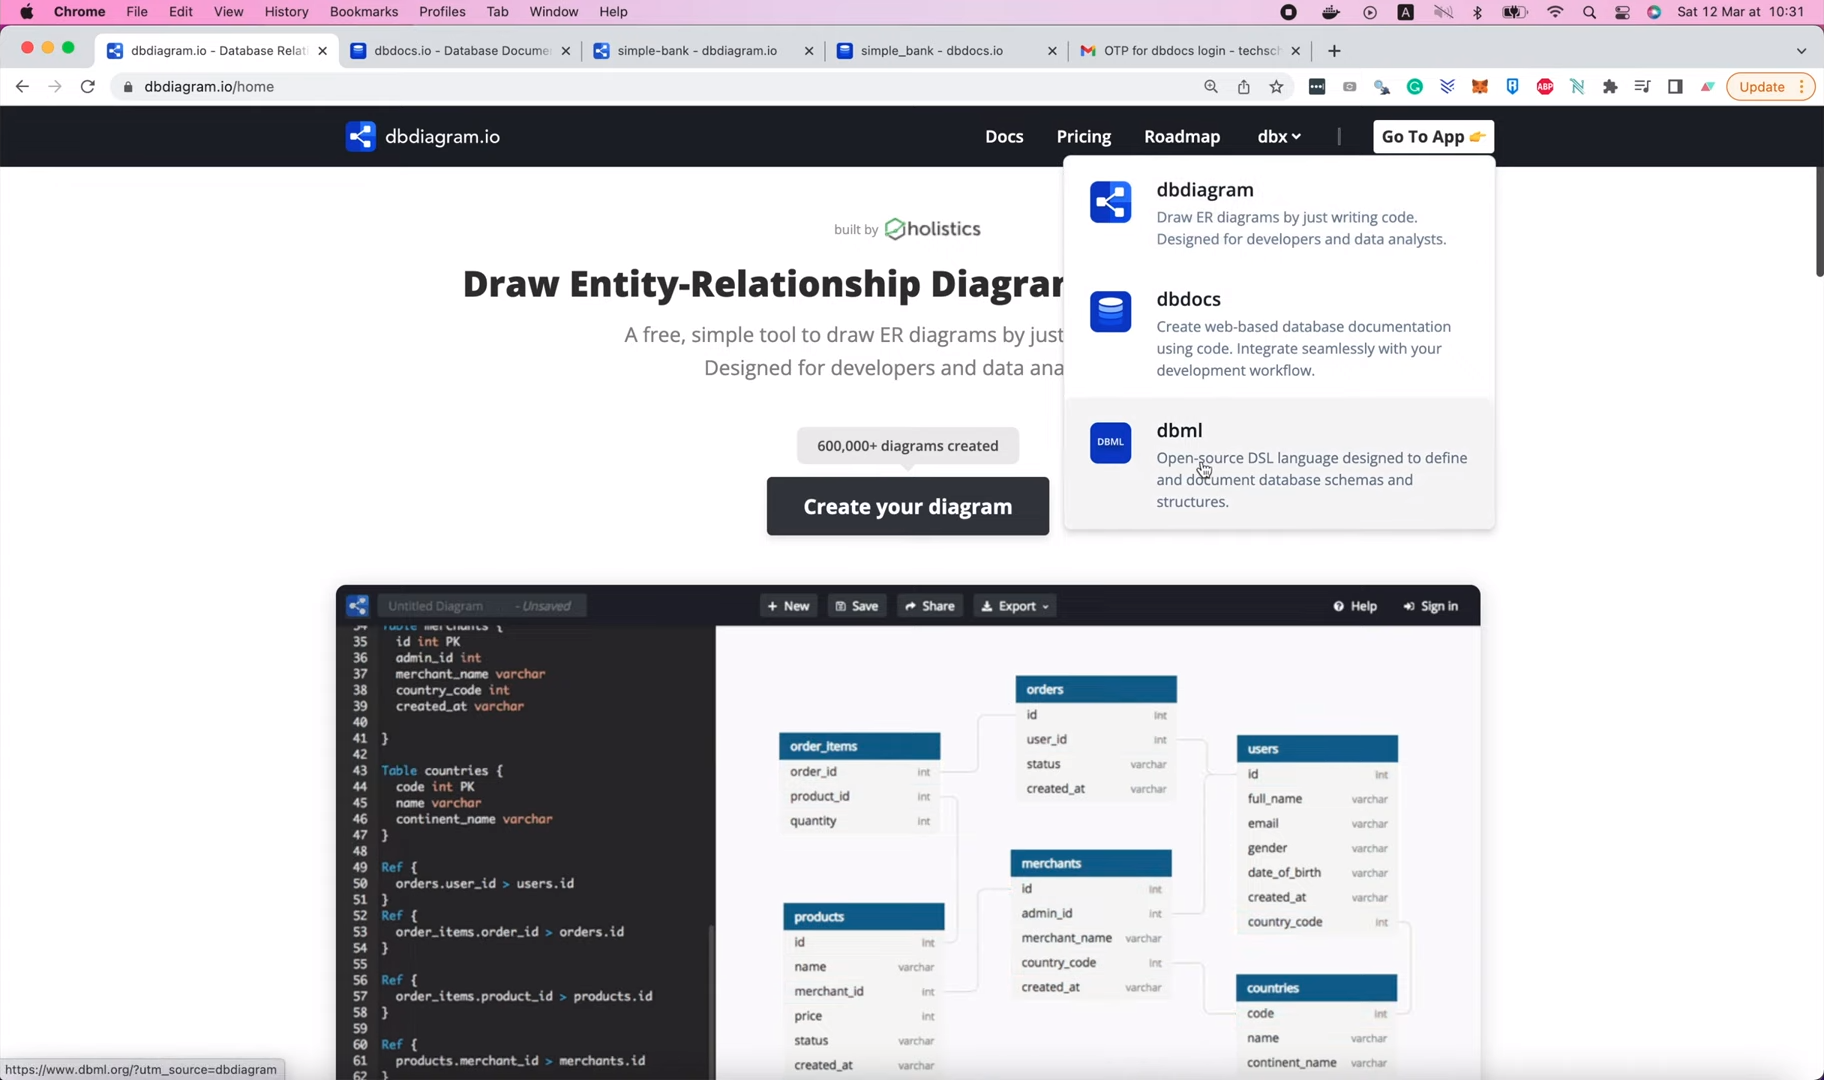 Chrome File Edit View History Bookmarks Profiles Tab Window Help A Sat 12 Mar at 10:31
dbdiagram.io - Database Relati dbdocs.io - Database Docume simple-bank - dbdiagram.io simple_bank - dbdocs.io OTP for dbdocs login - techsch
dbdiagram.io/home ABP Update
dbdiagram.io Docs Pricing Roadmap dbx Go To App
dbdiagram
Draw ER diagrams by just writing code.
Designed for developers and data analysts.
dbdocs
Create web-based database documentation
using code. Integrate seamlessly with your
development workflow.
DBML dbml
Open-source DSL language designed to define
and document database schemas and
structures.
built by holistics
Draw Entity-Relationship Diagra
A free, simple tool to draw ER diagrams by just
Designed for developers and data ana
600,000+ diagrams created
Create your diagram
Untitled Diagram - Unsaved + New Save Share Export Help Sign in
34 Table merchants {
35 id int PK
36 admin_id int
37 merchant_name varchar
38 country_code int
39 created_at varchar
40
41 }
42
43 Table countries {
44 code int PK
45 name varchar
46 continent_name varchar
47 }
48
49 Ref {
50 orders.user_id > users.id
51 }
52 Ref {
53 order_items.order_id > orders.id
54 }
55
56 Ref {
57 order_items.product_id > products.id
58 }
59
60 Ref {
61 products.merchant_id > merchants.id
62 }
order_items
order_id int
product_id int
quantity int
orders
id int
user_id int
status varchar
created_at varchar
users
id int
full_name varchar
email varchar
gender varchar
date_of_birth varchar
created_at varchar
country_code int
merchants
id int
admin_id int
merchant_name varchar
country_code int
created_at varchar
products
id int
name varchar
merchant_id int
price int
status varchar
created_at varchar
countries
code int
name varchar
continent_name varchar
https://www.dbml.org/?utm_source=dbdiagram